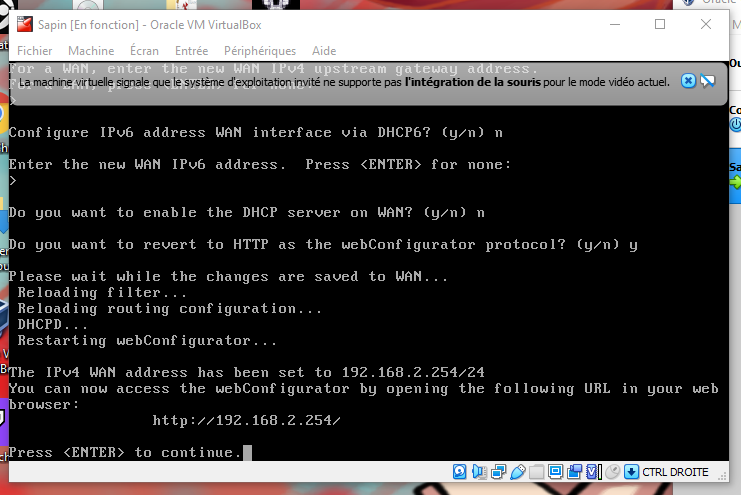 Sapin [En fonction] - Oracle VM VirtualBox
Fichier Machine Écran Entrée Périphériques Aide
For a WAN, enter the new WAN IPv4 upstream gateway address.
La machine virtuelle signale que le système d'exploitation invité ne supporte pas l'intégration de la souris pour le mode vidéo actuel.
>
Configure IPv6 address WAN interface via DHCP6? (y/n) n
Enter the new WAN IPv6 address. Press <ENTER> for none:
>
Do you want to enable the DHCP server on WAN? (y/n) n
Do you want to revert to HTTP as the webConfigurator protocol? (y/n) y
Please wait while the changes are saved to WAN...
Reloading filter...
Reloading routing configuration...
DHCPD...
Restarting webConfigurator...
The IPv4 WAN address has been set to 192.168.2.254/24
You can now access the webConfigurator by opening the following URL in your web
browser:
http://192.168.2.254/
Press <ENTER> to continue.
CTRL DROITE